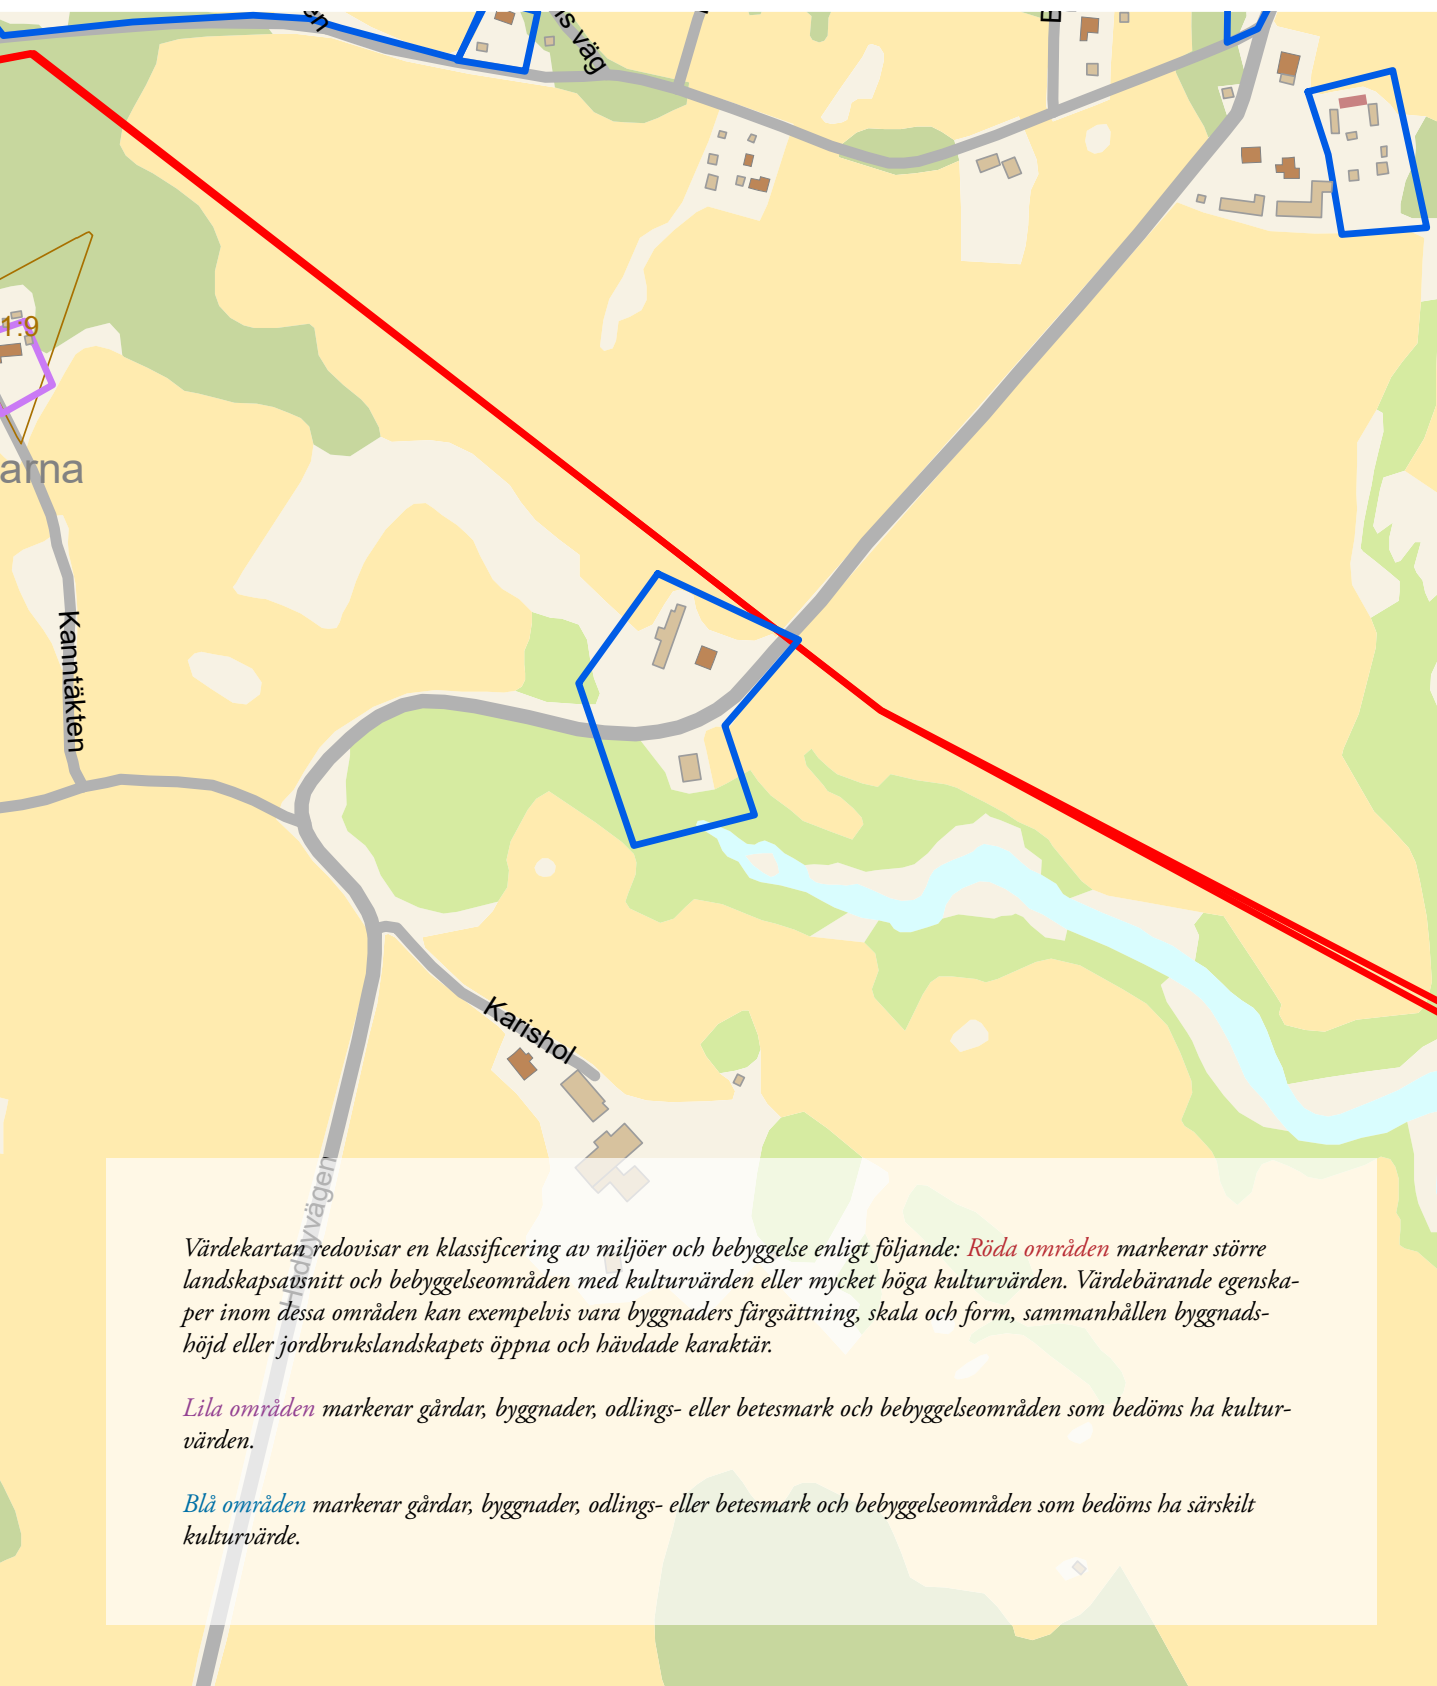 1:9
arna
Kanntäkten
Karishol
Hedbyvägen
Värdekartan redovisar en klassificering av miljöer och bebyggelse enligt följande: Röda områden markerar större
landskapsavsnitt och bebyggelseområden med kulturvärden eller mycket höga kulturvärden. Värdebärande egenska-
per inom dessa områden kan exempelvis vara byggnaders färgsättning, skala och form, sammanhållen byggnads-
höjd eller jordbrukslandskapets öppna och hävdade karaktär.
Lila områden markerar gårdar, byggnader, odlings- eller betesmark och bebyggelseområden som bedöms ha kultur-
värden.
Blå områden markerar gårdar, byggnader, odlings- eller betesmark och bebyggelseområden som bedöms ha särskilt
kulturvärde.